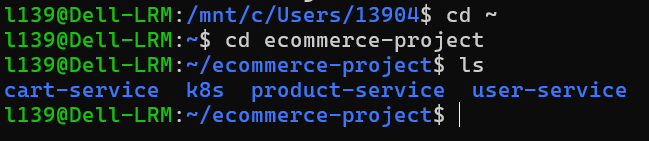 l139@Dell-LRM:/mnt/c/Users/13904$ cd ~
l139@Dell-LRM:~$ cd ecommerce-project
l139@Dell-LRM:~/ecommerce-project$ ls
cart-service  k8s  product-service  user-service
l139@Dell-LRM:~/ecommerce-project$